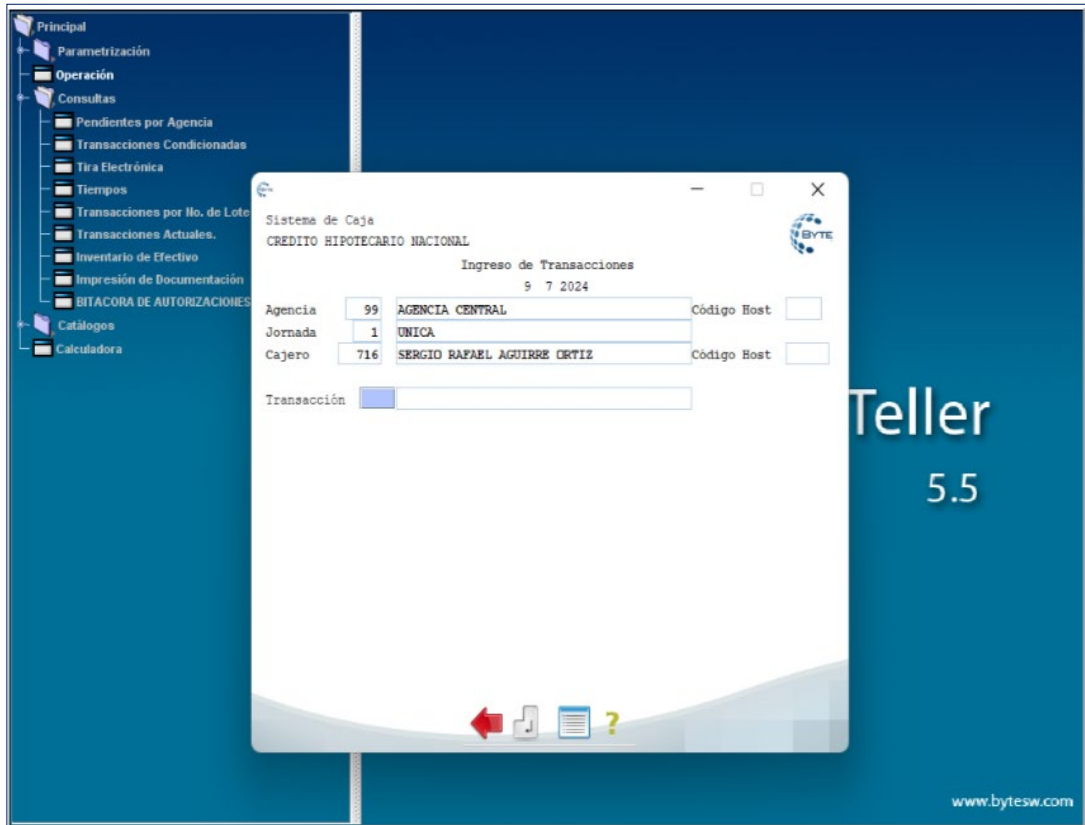 Principal
Parametrización
Operación
Consultas
Pendientes por Agencia
Transacciones Condicionadas
Tira Electrónica
Tiempos
Transacciones por No. de Lote
Transacciones Actuales.
Inventario de Efectivo
Impresión de Documentación
BITACORA DE AUTORIZACIONES
Catálogos
Calculadora
Sistema de Caja
CREDITO HIPOTECARIO NACIONAL
BYTE
Ingreso de Transacciones
9 7 2024
Agencia 99 AGENCIA CENTRAL Código Host
Jornada 1 UNICA
Cajero 716 SERGIO RAFAEL AGUIRRE ORTIZ Código Host
Transacción
Teller
5.5
www.bytesw.com